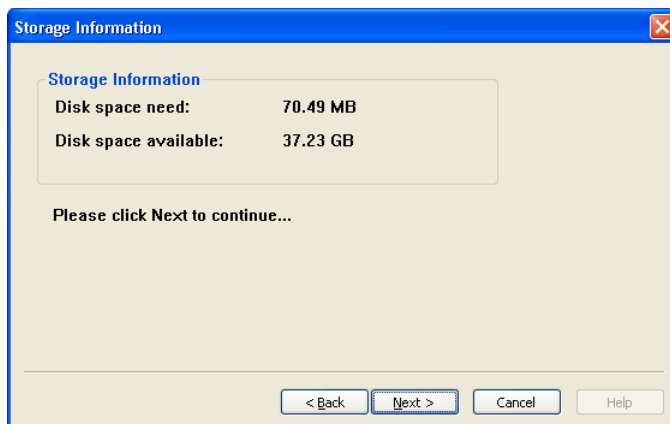 Storage Information
Storage Information
Disk space need: 70.49 MB
Disk space available: 37.23 GB
Please click Next to continue...
< Back Next > Cancel Help